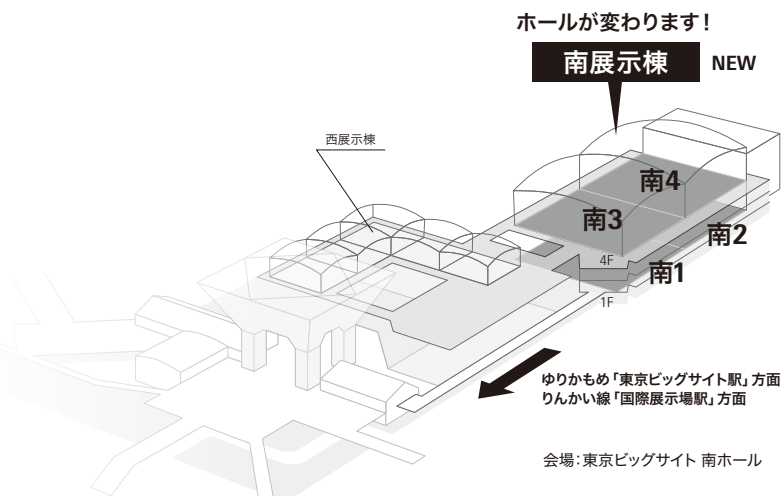 ホールが変わります！
南展示棟 NEW
西展示棟
南4
南3
南2
4F
南1
1F
ゆりかもめ「東京ビッグサイト駅」方面
りんかい線「国際展示場駅」方面
会場：東京ビッグサイト 南ホール